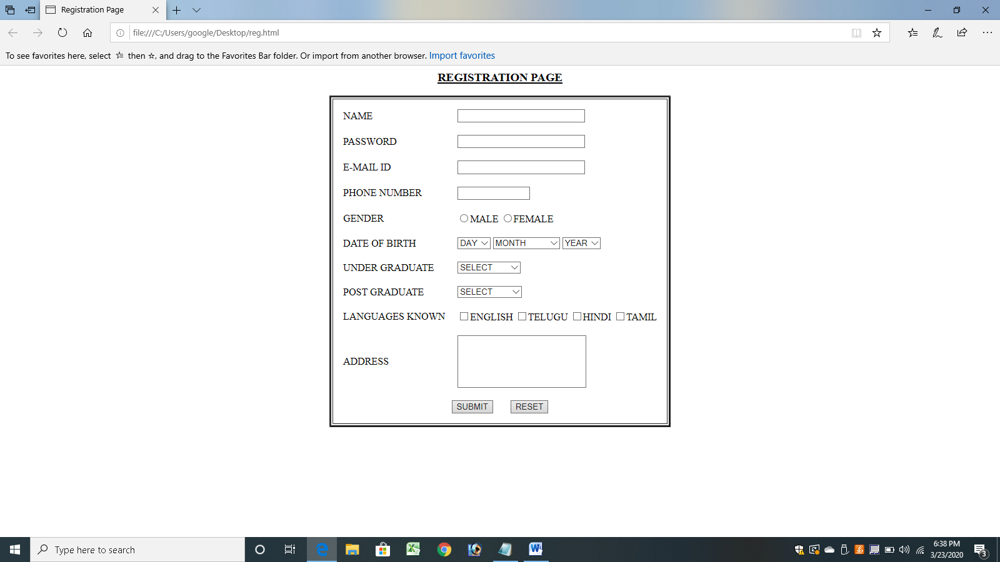 Registration Page
file:///C:/Users/google/Desktop/reg.html
To see favorites here, select then , and drag to the Favorites Bar folder. Or import from another browser. Import favorites
REGISTRATION PAGE
NAME
PASSWORD
E-MAIL ID
PHONE NUMBER
GENDER MALE FEMALE
DATE OF BIRTH DAY MONTH YEAR
UNDER GRADUATE SELECT
POST GRADUATE SELECT
LANGUAGES KNOWN ENGLISH TELUGU HINDI TAMIL
ADDRESS
SUBMIT RESET
Type here to search
6:38 PM
3/23/2020
3